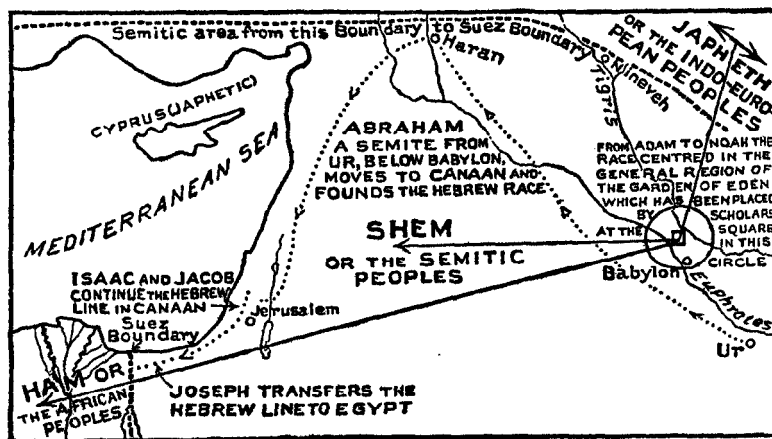 Semitic area from this Boundary to Suez Boundary
Haran
Nineveh
Tigris
JAPHETH
OR THE INDO-EURO-
PEAN PEOPLES
CYPRUS (JAPHETIC)
MEDITERRANEAN SEA
ABRAHAM
A SEMITE FROM
UR, BELOW BABYLON,
MOVES TO CANAAN AND
FOUNDS THE HEBREW RACE
FROM ADAM TO NOAH THE
RACE CENTRED IN THE
GENERAL REGION OF
THE GARDEN OF EDEN
WHICH HAS BEEN PLACED
BY SCHOLARS
AT THE SQUARE
IN THIS
CIRCLE
SHEM
OR THE SEMITIC
PEOPLES
Babylon
Euphrates
Ur
ISAAC AND JACOB
CONTINUE THE HEBREW
LINE IN CANAAN
Jerusalem
Suez
Boundary
HAM OR
THE AFRICAN
PEOPLES
JOSEPH TRANSFERS THE
HEBREW LINE TO EGYPT